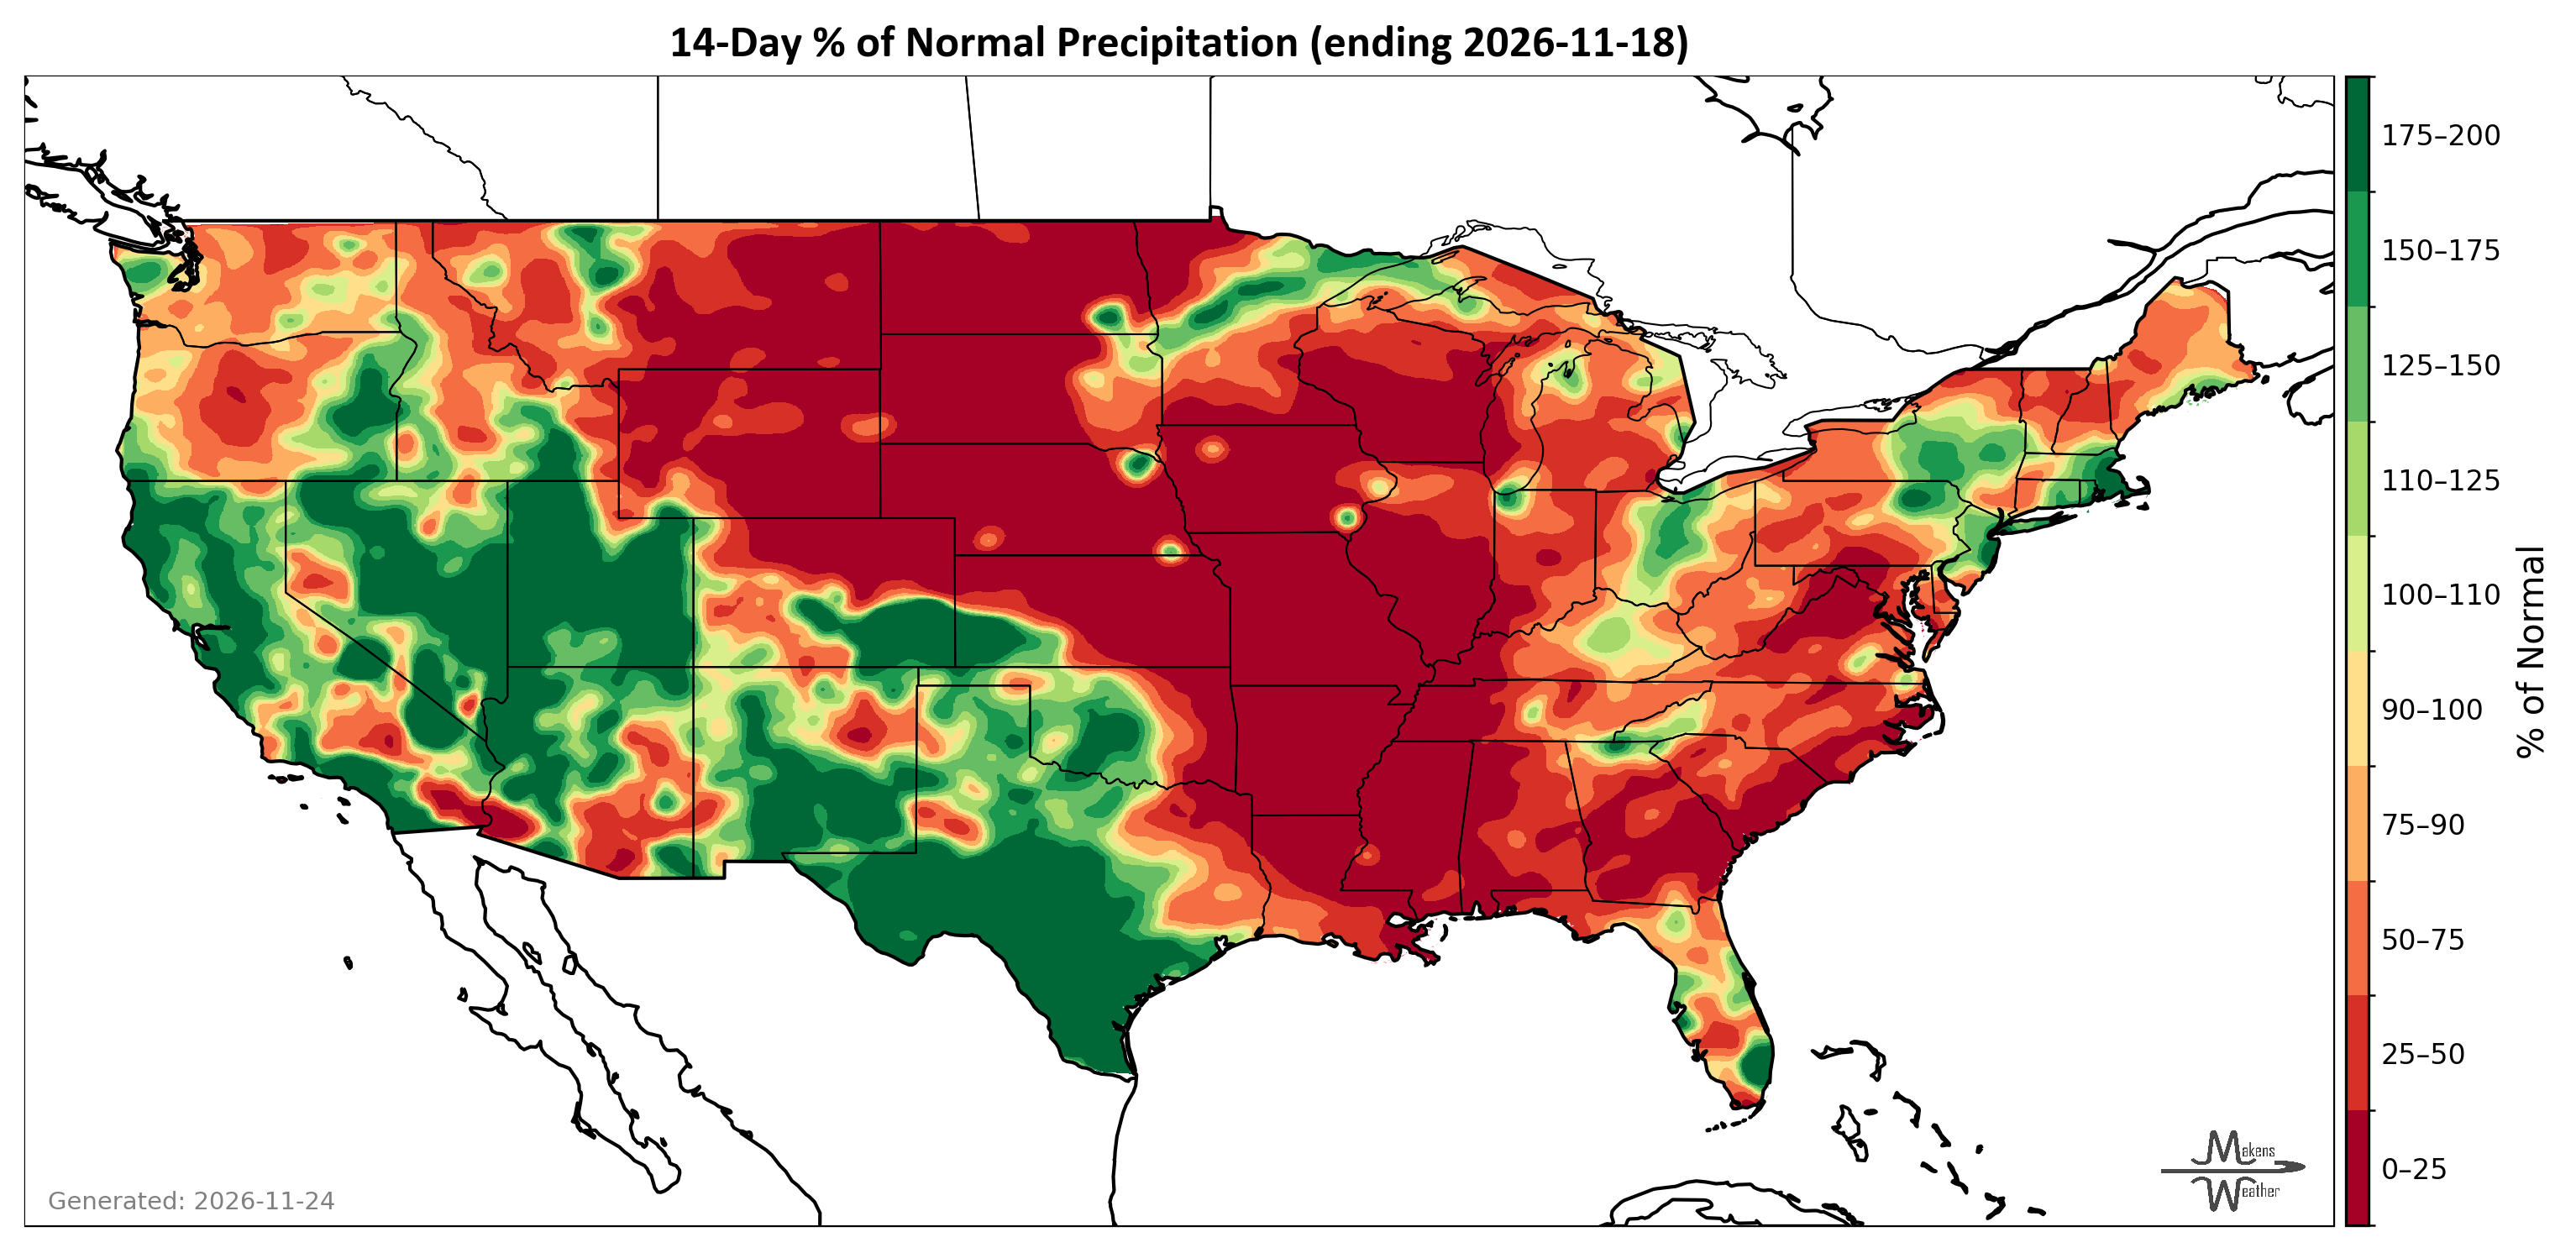 14-Day % of Normal Precipitation (ending 2026-11-18)
175–200
150–175
125–150
110–125
100–110
90–100
75–90
50–75
25–50
0–25
% of Normal
Generated: 2026-11-24
Makens
Weather